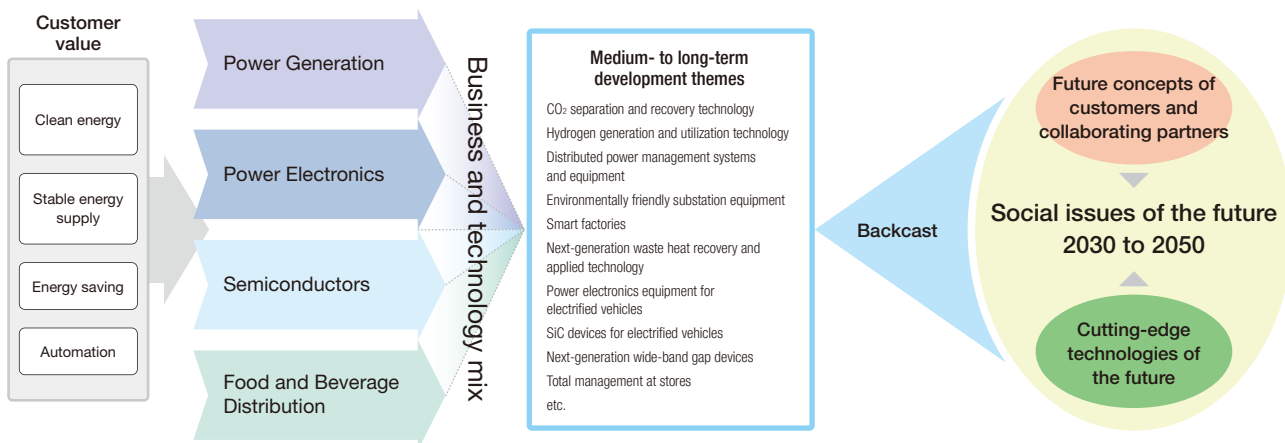 Customer
value
Clean energy
Stable energy
supply
Energy saving
Automation
Power Generation
Power Electronics
Semiconductors
Food and Beverage
Distribution
Business and technology mix
Medium- to long-term
development themes
CO₂ separation and recovery technology
Hydrogen generation and utilization technology
Distributed power management systems
and equipment
Environmentally friendly substation equipment
Smart factories
Next-generation waste heat recovery and
applied technology
Power electronics equipment for
electrified vehicles
SiC devices for electrified vehicles
Next-generation wide-band gap devices
Total management at stores
etc.
Backcast
Future concepts of
customers and
collaborating partners
Social issues of the future
2030 to 2050
Cutting-edge
technologies of
the future